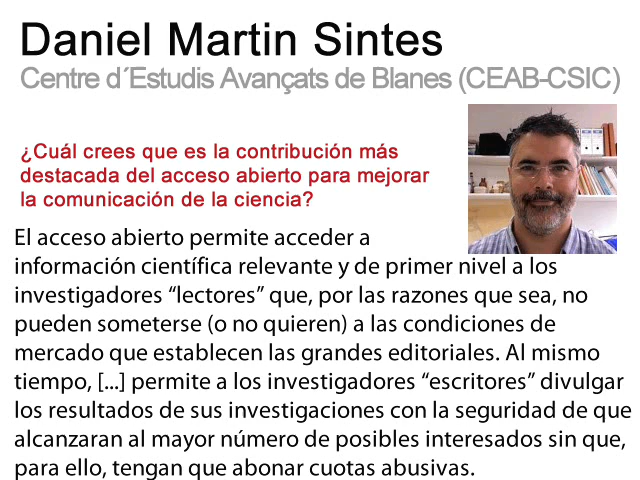 Daniel Martin Sintes
Centre d´Estudis Avançats de Blanes (CEAB-CSIC)
¿Cuál crees que es la contribución más
destacada del acceso abierto para mejorar
la comunicación de la ciencia?
El acceso abierto permite acceder a
información científica relevante y de primer nivel a los
investigadores “lectores” que, por las razones que sea, no
pueden someterse (o no quieren) a las condiciones de
mercado que establecen las grandes editoriales. Al mismo
tiempo, [...] permite a los investigadores “escritores” divulgar
los resultados de sus investigaciones con la seguridad de que
alcanzaran al mayor número de posibles interesados sin que,
para ello, tengan que abonar cuotas abusivas.